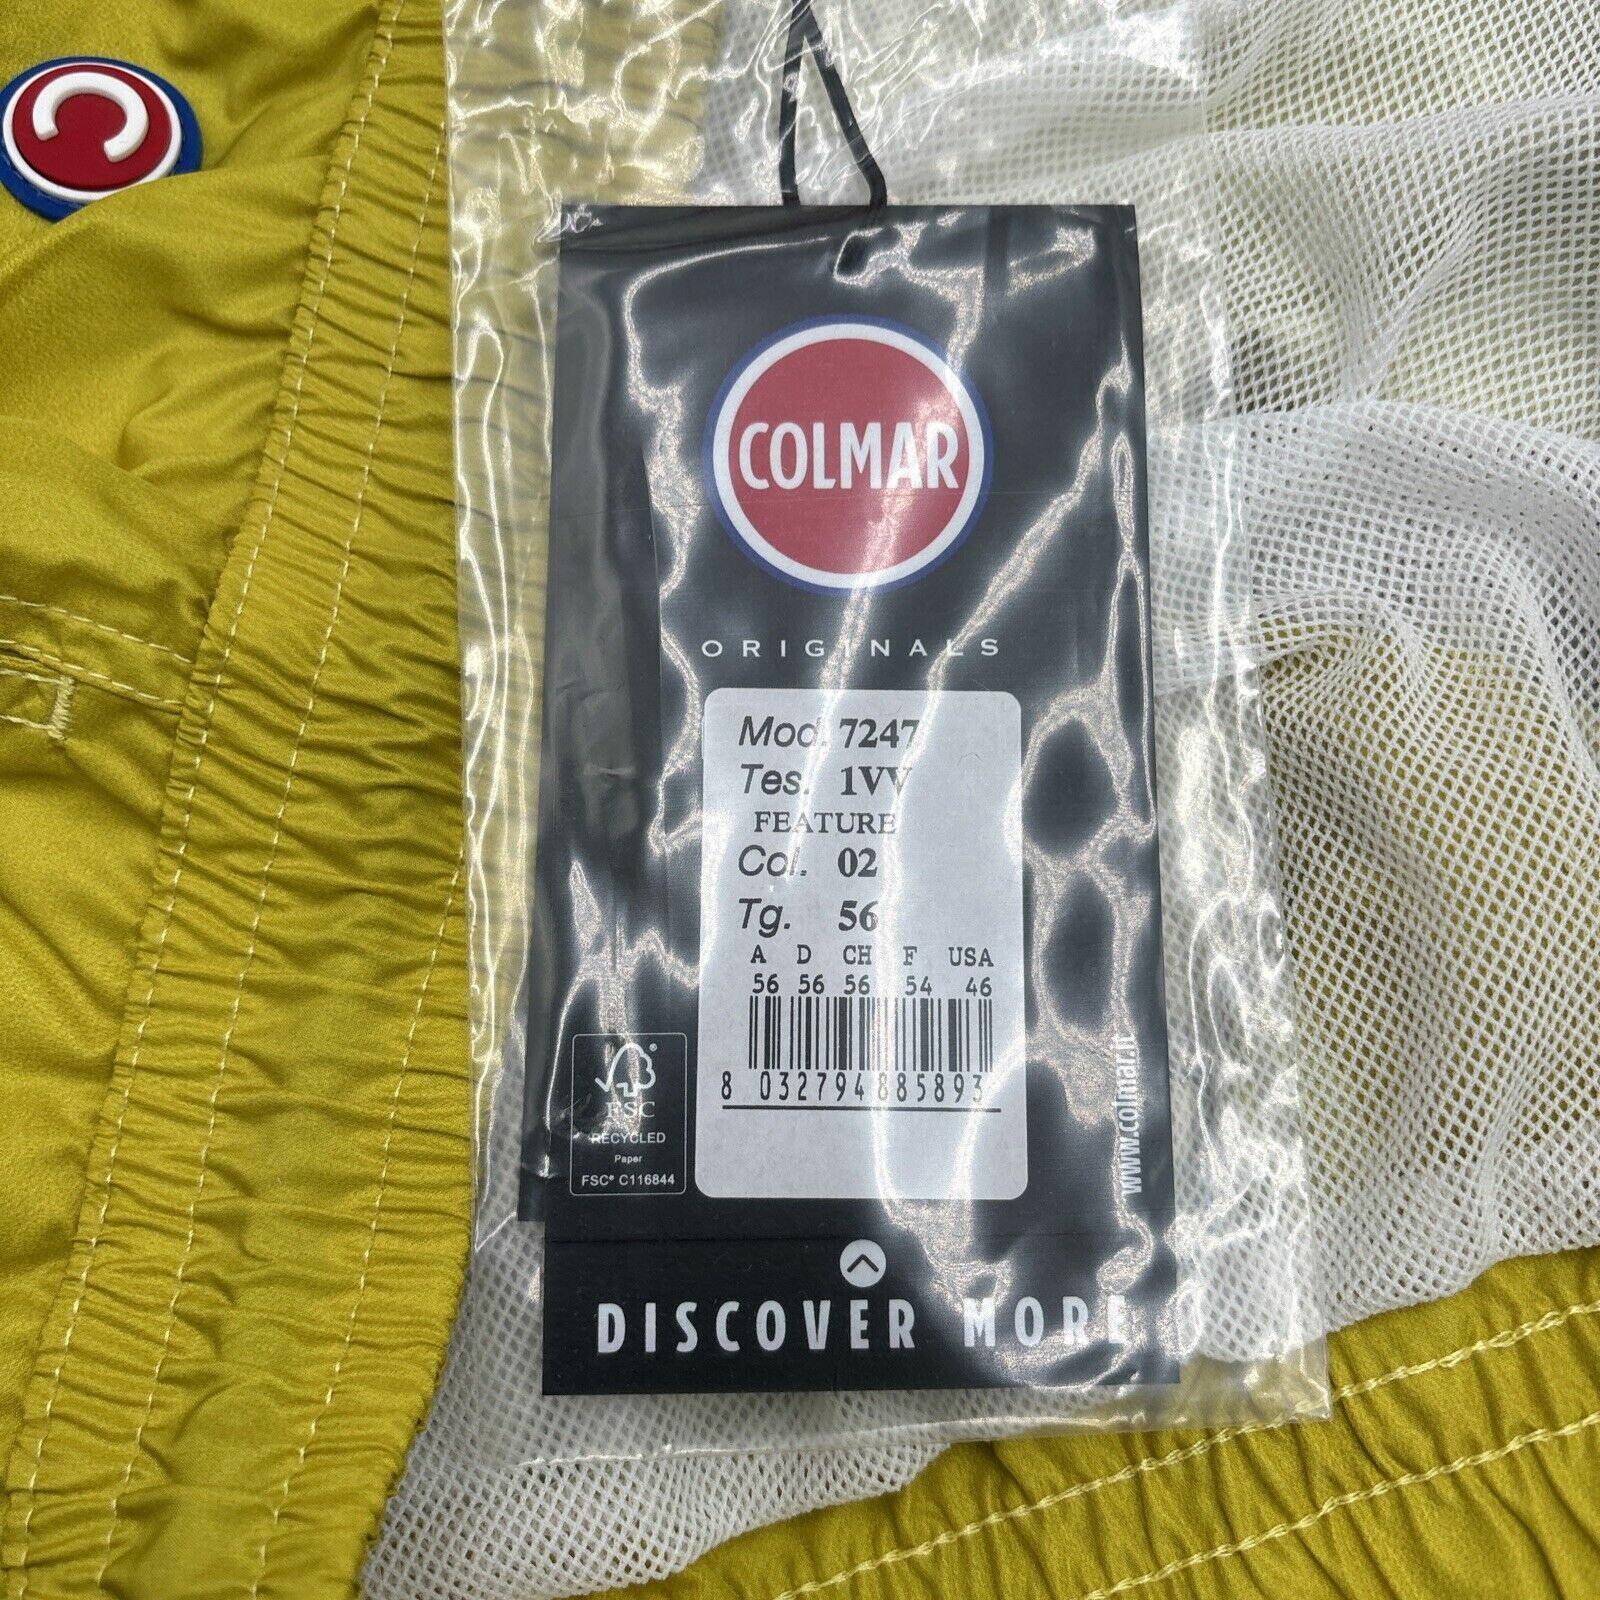 C
COLMAR
ORIGINALS
Mod. 7247
Tes. 1VV
FEATURE
Col. 02
Tg. 56
A D CH F USA
56 56 56 54 46
8 032794 885893
FSC
RECYCLED
Paper
FSC® C116844
www.colmar.it
DISCOVER MORE